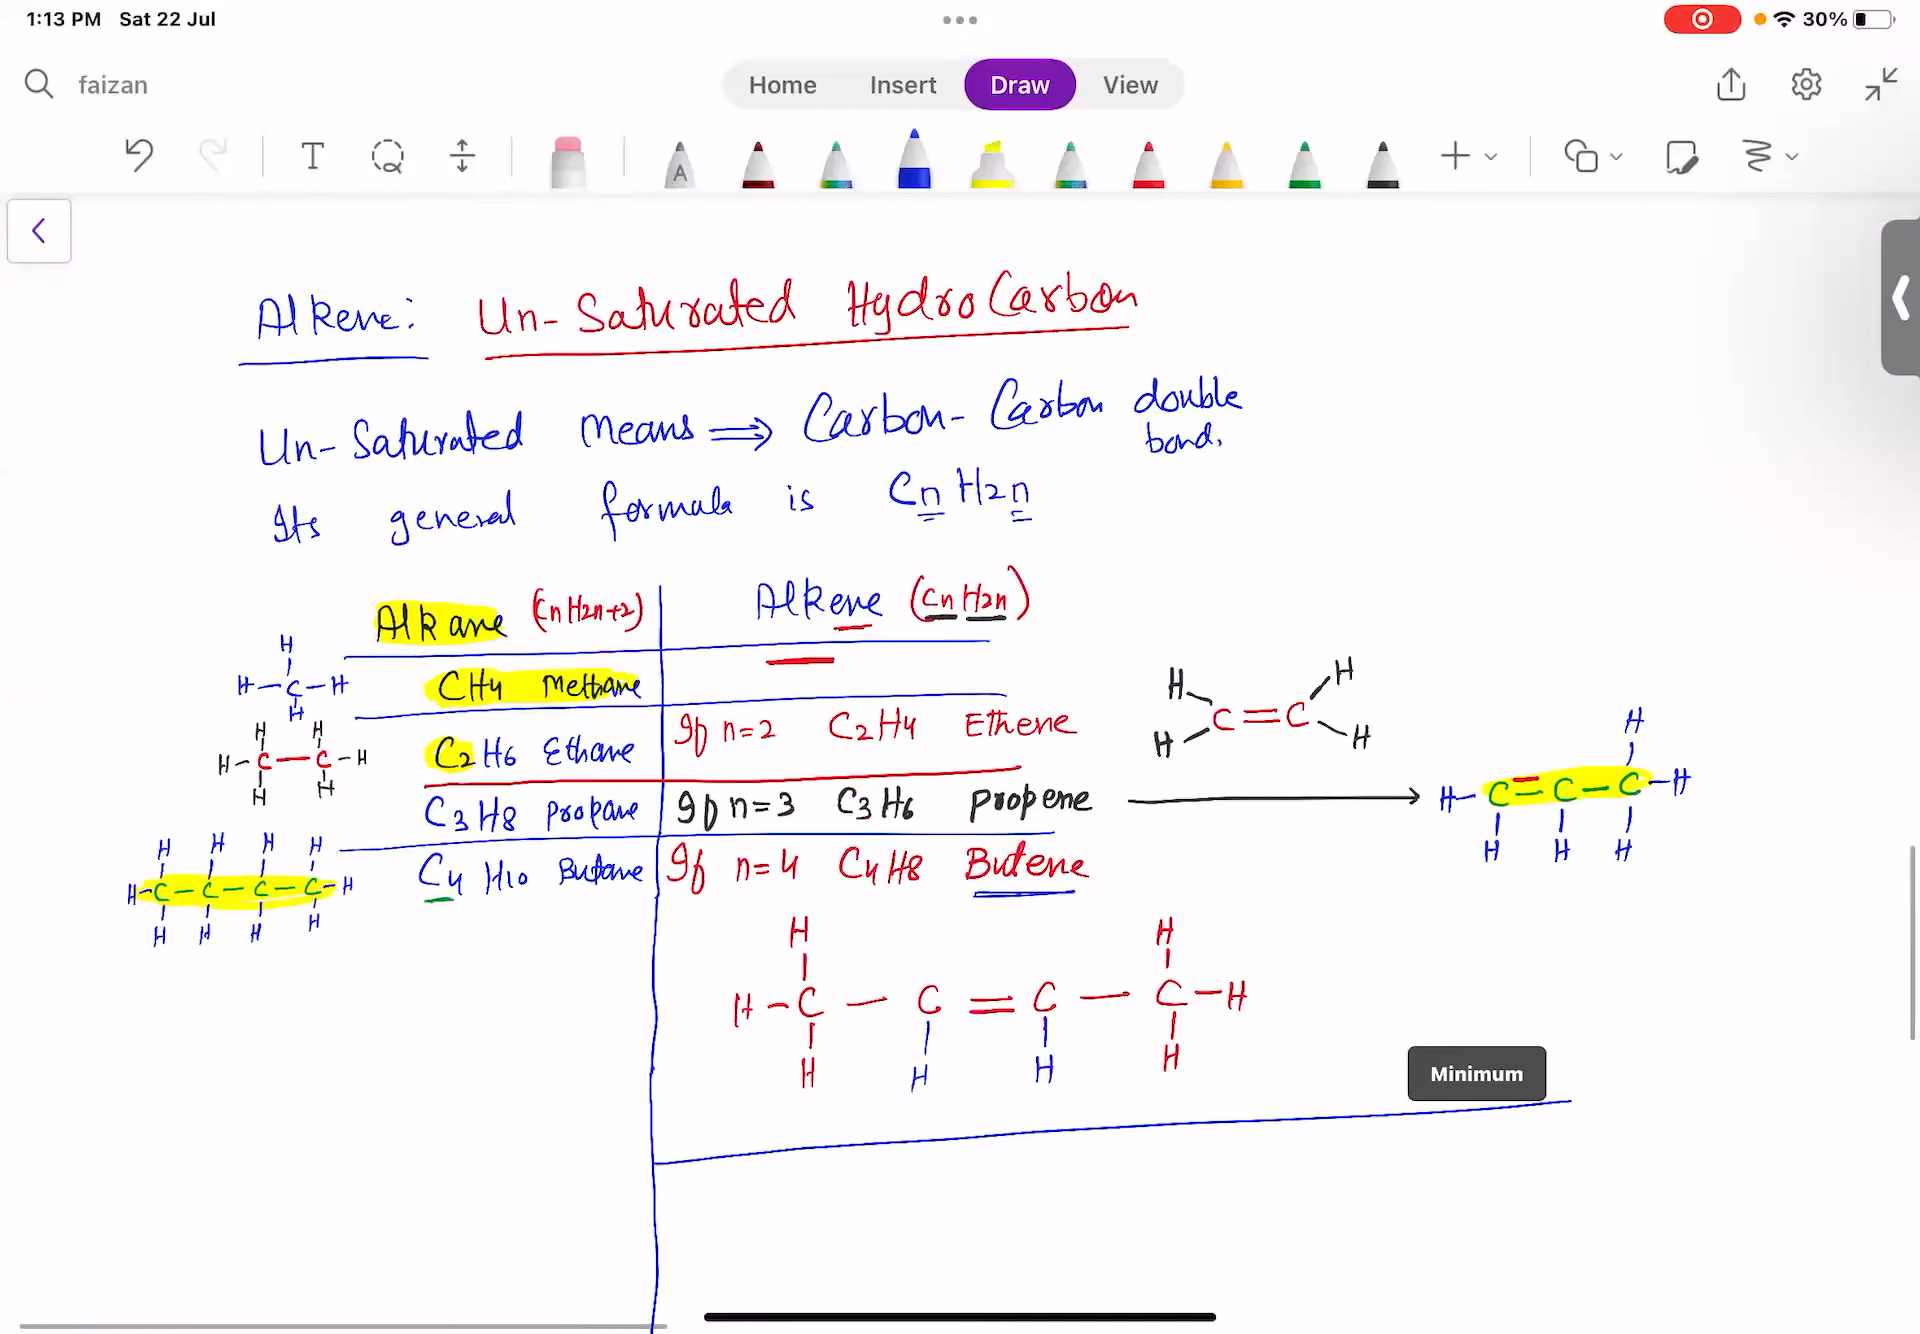 1:13 PM Sat 22 Jul
30%
faizan
Home Insert Draw View
T
A
Alkene: Un-Saturated HydroCarbon
Un-Saturated means ⟹ Carbon-Carbon double bond.
Its general formula is CnH2n
Alkane (CnH2n+2) Alkene (CnH2n)
CH4 Methane
C2H6 Ethane If n=2 C2H4 Ethene
C3H8 Propane If n=3 C3H6 propene
C4H10 Butane If n=4 C4H8 Butene
H
H-C-H
H
H H
H-C-C-H
H H
H H H H
H-C-C-C-C-H
H H H H
H H
C=C
H H
H
H-C=C-C-H
H H H
H H
H-C-C=C-C-H
H H H H
Minimum